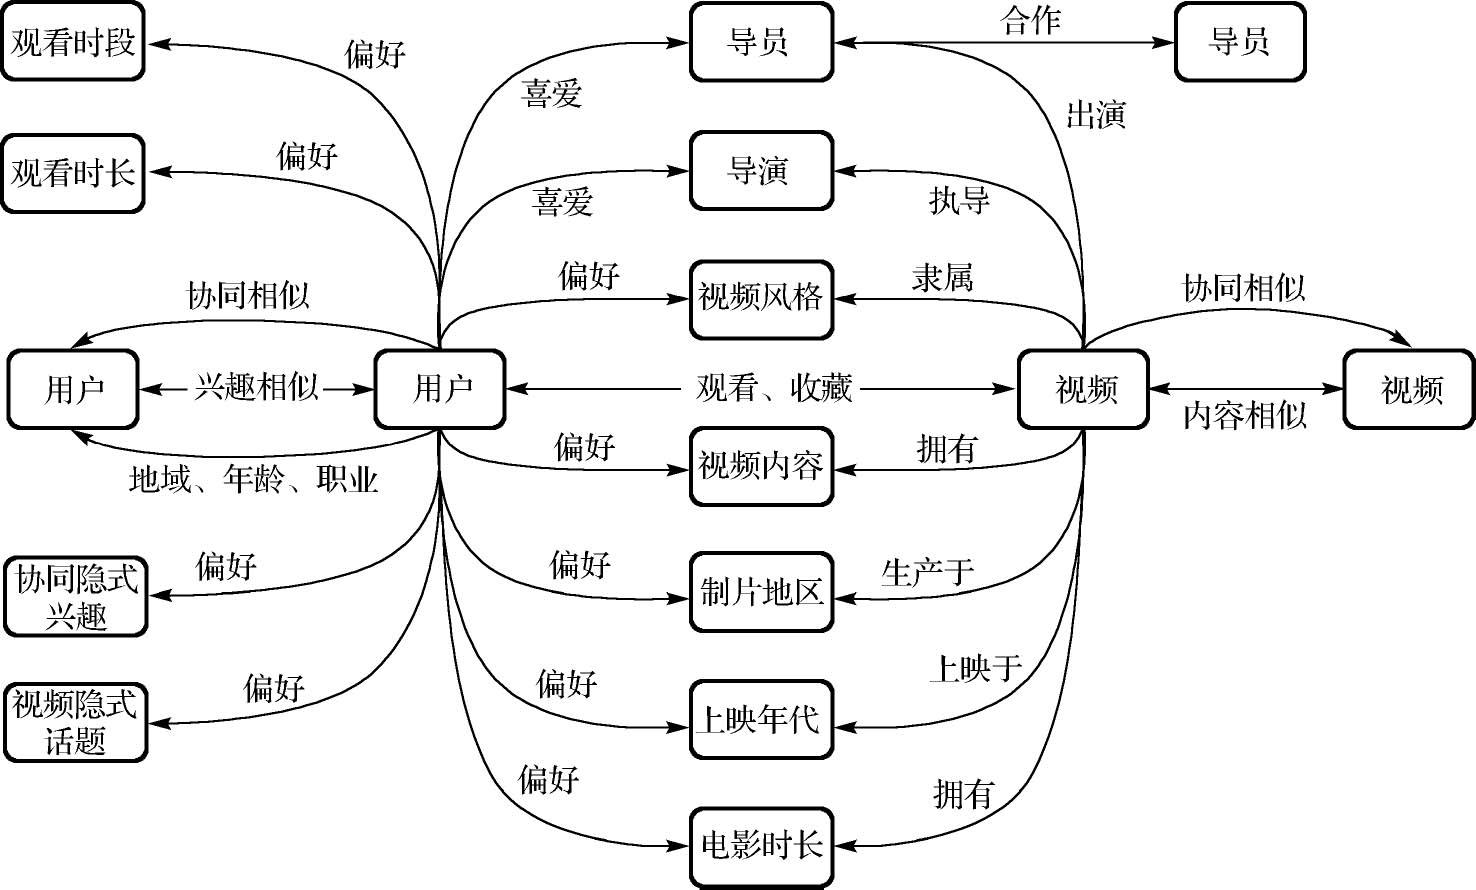 观看时段
偏好
喜爱
导员
合作
导员
出演
观看时长
偏好
喜爱
导演
执导
协同相似
偏好
视频风格
隶属
协同相似
用户
兴趣相似
用户
观看、收藏
视频
内容相似
视频
地域、年龄、职业
偏好
视频内容
拥有
协同隐式
兴趣
偏好
偏好
制片地区
生产于
视频隐式
话题
偏好
偏好
上映年代
上映于
偏好
电影时长
拥有